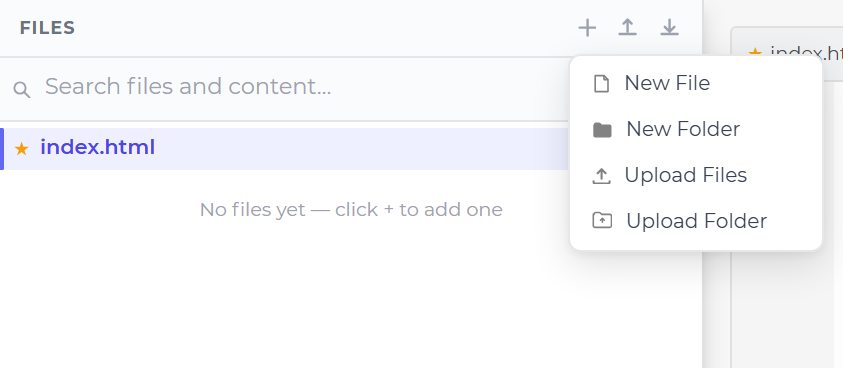 FILES
Search files and content...
index.html
No files yet — click + to add one
New File
New Folder
Upload Files
Upload Folder